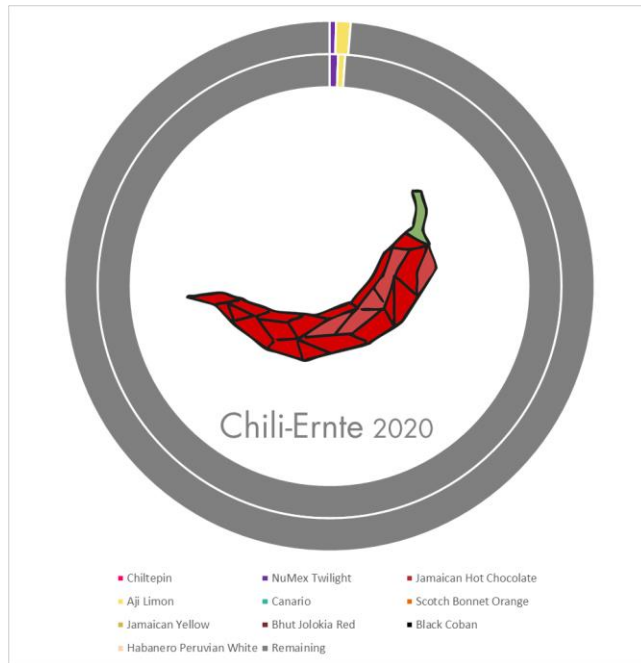 Chili-Ernte 2020
Chiltepin NuMex Twilight Jamaican Hot Chocolate
Aji Limon Canario Scotch Bonnet Orange
Jamaican Yellow Bhut Jolokia Red Black Coban
Habanero Peruvian White Remaining